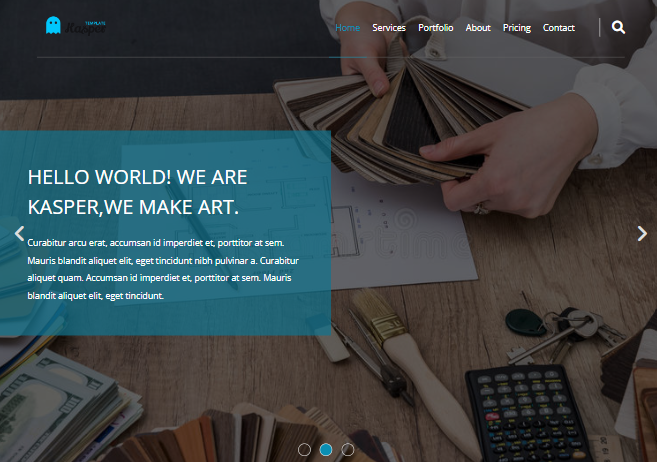 TEMPLATE
Kasper
Home Services Portfolio About Pricing Contact
HELLO WORLD! WE ARE
KASPER,WE MAKE ART.
Curabitur arcu erat, accumsan id imperdiet et, porttitor at sem.
Mauris blandit aliquet elit, eget tincidunt nibh pulvinar a. Curabitur
aliquet quam. Accumsan id imperdiet et, porttitor at sem. Mauris
blandit aliquet elit, eget tincidunt.